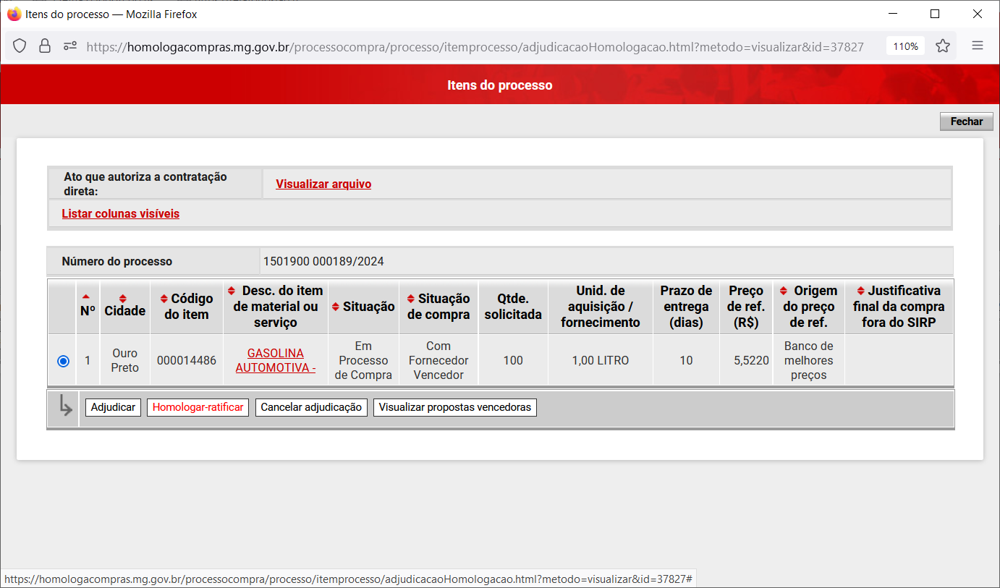 Itens do processo — Mozilla Firefox
https://homologacompras.mg.gov.br/processocompra/processo/itemprocesso/adjudicacaoHomologacao.html?metodo=visualizar&id=37827
110%
Itens do processo
Fechar
Ato que autoriza a contratação
direta:
Visualizar arquivo
Listar colunas visíveis
Número do processo
1501900 000189/2024
Nº
Cidade
Código
do item
Desc. do item
de material ou
serviço
Situação
Situação
de compra
Qtde.
solicitada
Unid. de
aquisição /
fornecimento
Prazo de
entrega
(dias)
Preço
de ref.
(R$)
Origem
do preço
de ref.
Justificativa
final da compra
fora do SIRP
1
Ouro
Preto
000014486
GASOLINA
AUTOMOTIVA -
Em
Processo
de Compra
Com
Fornecedor
Vencedor
100
1,00 LITRO
10
5,5220
Banco de
melhores
preços
Adjudicar
Homologar-ratificar
Cancelar adjudicação
Visualizar propostas vencedoras
https://homologacompras.mg.gov.br/processocompra/processo/itemprocesso/adjudicacaoHomologacao.html?metodo=visualizar&id=37827#